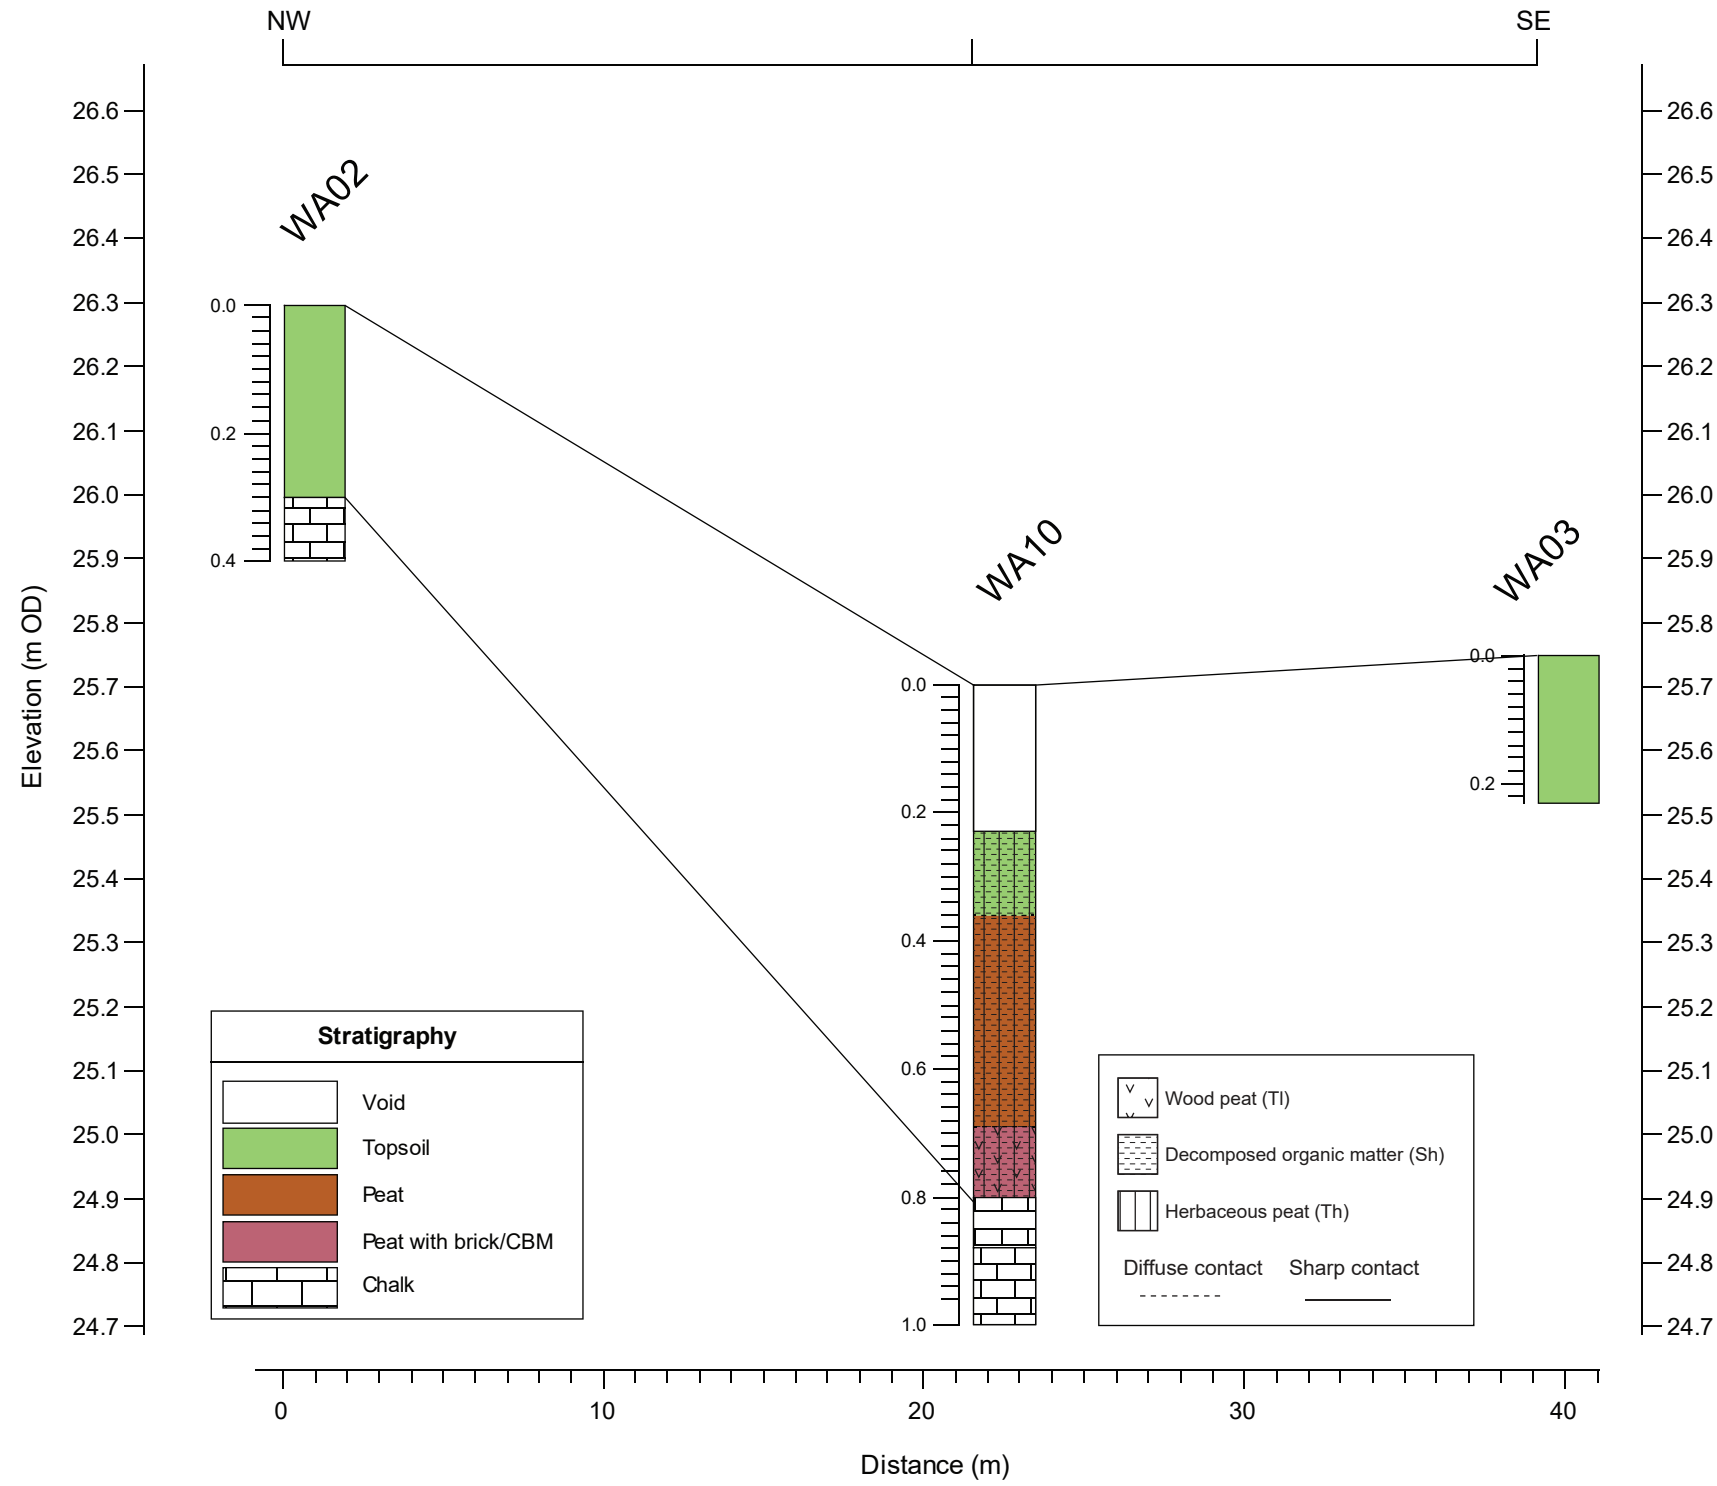 NW
SE
26.6
26.5
26.4
26.3
26.2
26.1
26.0
25.9
25.8
25.7
25.6
25.5
25.4
25.3
25.2
25.1
25.0
24.9
24.8
24.7
Elevation (m OD)
WA02
0.0
0.2
0.4
WA10
0.0
0.2
0.4
0.6
0.8
1.0
WA03
0.0
0.2
26.6
26.5
26.4
26.3
26.2
26.1
26.0
25.9
25.8
25.7
25.6
25.5
25.4
25.3
25.2
25.1
25.0
24.9
24.8
24.7
Stratigraphy
Void
Topsoil
Peat
Peat with brick/CBM
Chalk
Wood peat (Tl)
Decomposed organic matter (Sh)
Herbaceous peat (Th)
Diffuse contact Sharp contact
0 10 20 30 40
Distance (m)